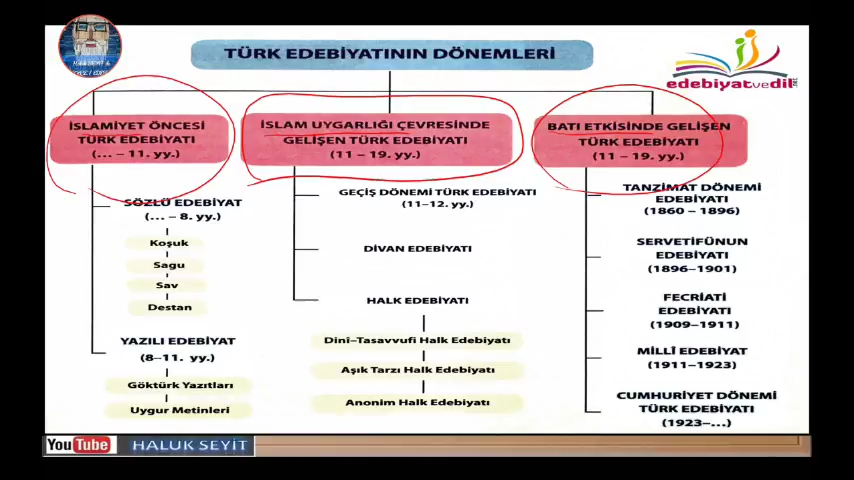 TÜRK EDEBİYATININ DÖNEMLERİ
edebiyatvedil.net
İSLAMİYET ÖNCESİ
TÜRK EDEBİYATI
(... – 11. yy.)
SÖZLÜ EDEBİYAT
(... – 8. yy.)
Koşuk
Sagu
Sav
Destan
YAZILI EDEBİYAT
(8–11. yy.)
Göktürk Yazıtları
Uygur Metinleri
İSLAM UYGARLIĞI ÇEVRESİNDE
GELİŞEN TÜRK EDEBİYATI
(11 – 19. yy.)
GEÇİŞ DÖNEMİ TÜRK EDEBİYATI
(11–12. yy.)
DİVAN EDEBİYATI
HALK EDEBİYATI
Dinî–Tasavvufi Halk Edebiyatı
Aşık Tarzı Halk Edebiyatı
Anonim Halk Edebiyatı
BATI ETKİSİNDE GELİŞEN
TÜRK EDEBİYATI
(11 – 19. yy.)
TANZİMAT DÖNEMİ
EDEBİYATI
(1860 – 1896)
SERVETİFÜNUN
EDEBİYATI
(1896–1901)
FECRİATİ
EDEBİYATI
(1909–1911)
MİLLÎ EDEBİYAT
(1911–1923)
CUMHURİYET DÖNEMİ
TÜRK EDEBİYATI
(1923–...)
YouTube HALUK SEYİT